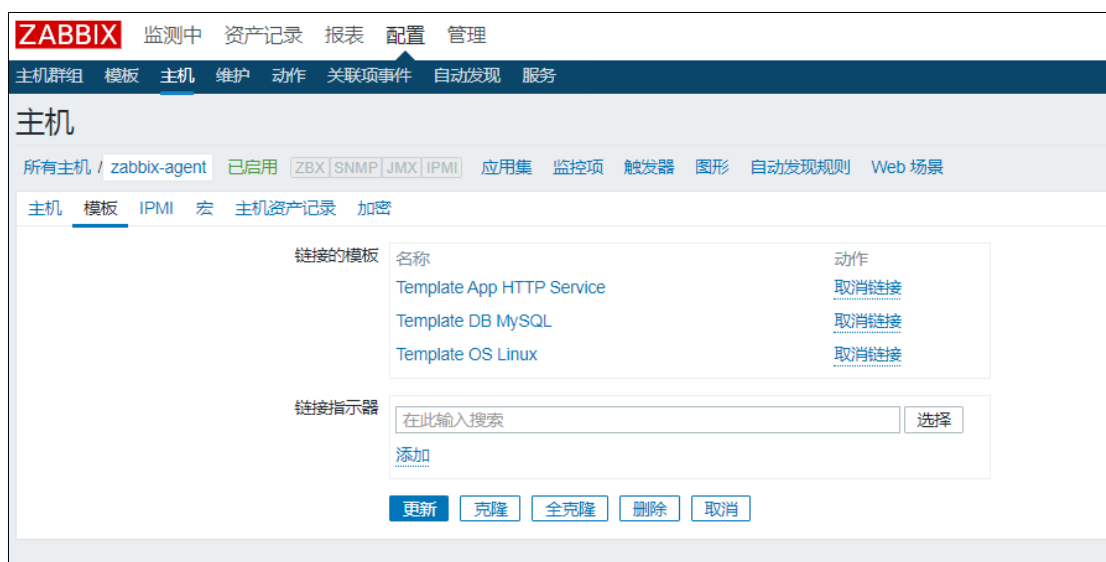 ZABBIX 监测中 资产记录 报表 配置 管理
主机群组 模板 主机 维护 动作 关联项事件 自动发现 服务
主机
所有主机 / zabbix-agent 已启用 ZBX SNMP JMX IPMI 应用集 监控项 触发器 图形 自动发现规则 Web 场景
主机 模板 IPMI 宏 主机资产记录 加密
链接的模板 名称 动作
Template App HTTP Service 取消链接
Template DB MySQL 取消链接
Template OS Linux 取消链接
链接指示器 在此输入搜索 选择
添加
更新 克隆 全克隆 删除 取消